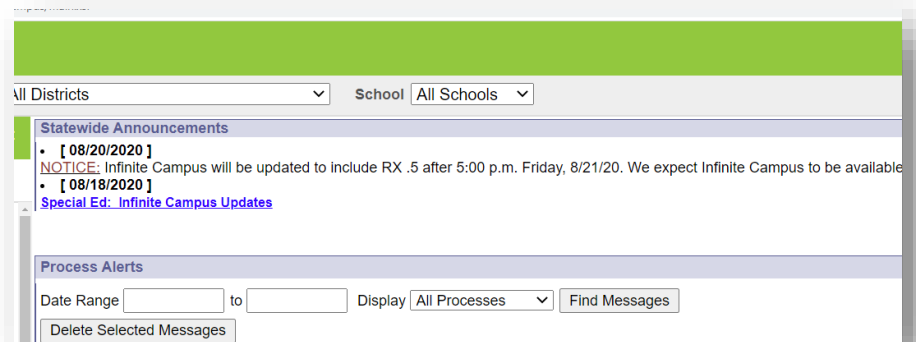 All Districts School All Schools
Statewide Announcements
• [ 08/20/2020 ]
NOTICE: Infinite Campus will be updated to include RX .5 after 5:00 p.m. Friday, 8/21/20. We expect Infinite Campus to be available
• [ 08/18/2020 ]
Special Ed: Infinite Campus Updates
Process Alerts
Date Range to Display All Processes Find Messages
Delete Selected Messages